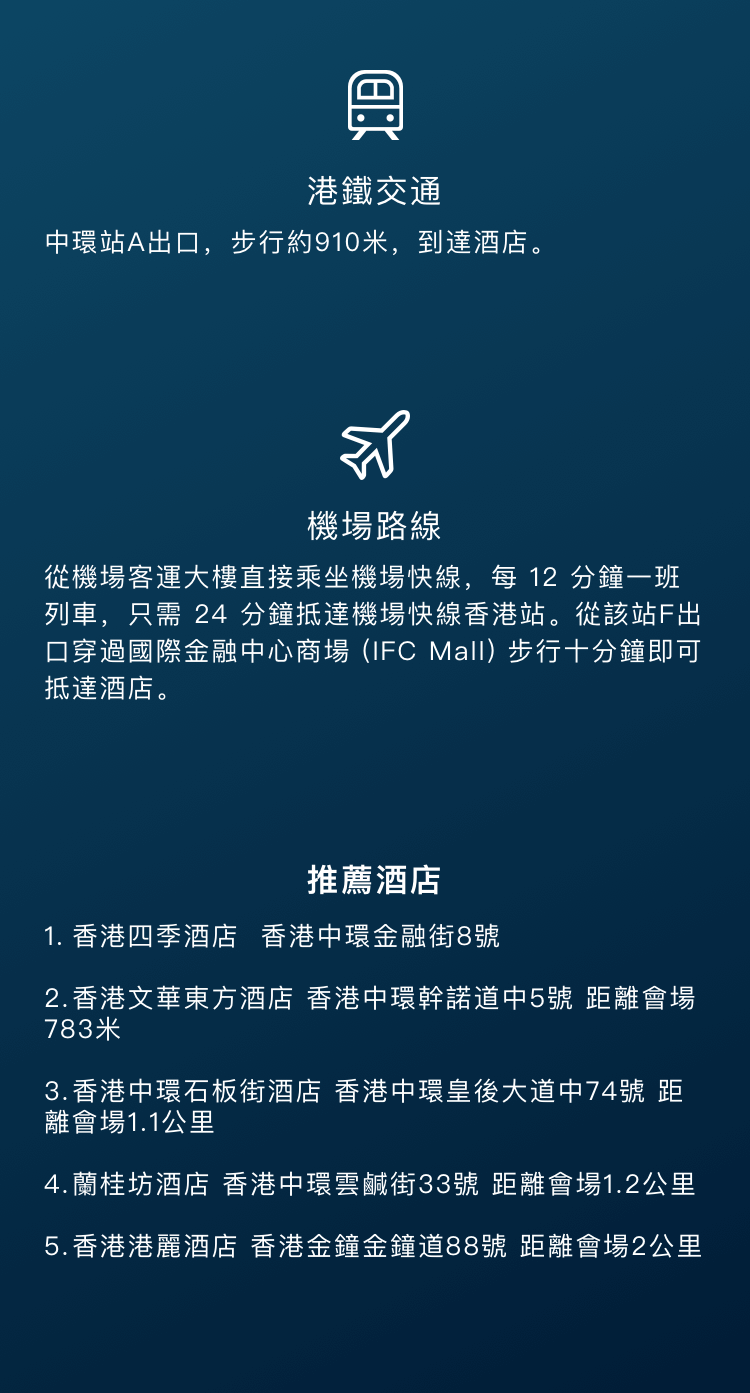 港鐵交通
中環站A出口，步行約910米，到達酒店。
機場路線
從機場客運大樓直接乘坐機場快線，每 12 分鐘一班
列車，只需 24 分鐘抵達機場快線香港站。從該站F出
口穿過國際金融中心商場 (IFC Mall) 步行十分鐘即可
抵達酒店。
推薦酒店
1. 香港四季酒店 香港中環金融街8號
2.香港文華東方酒店 香港中環幹諾道中5號 距離會場
783米
3.香港中環石板街酒店 香港中環皇後大道中74號 距
離會場1.1公里
4.蘭桂坊酒店 香港中環雲鹹街33號 距離會場1.2公里
5.香港港麗酒店 香港金鐘金鐘道88號 距離會場2公里